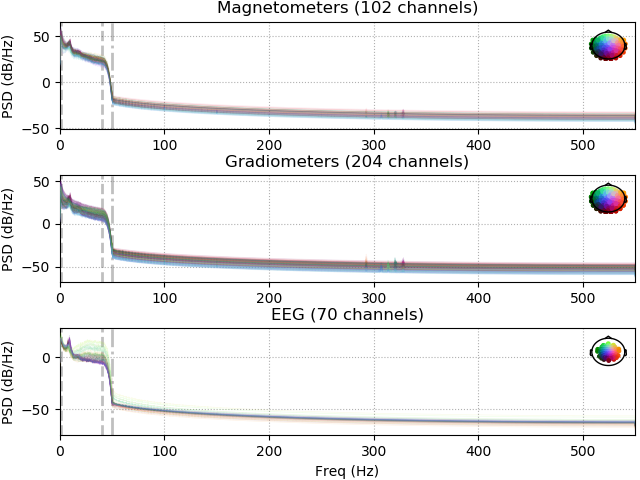 Magnetometers (102 channels)
PSD (dB/Hz)
50
0
−50
0 100 200 300 400 500
Gradiometers (204 channels)
PSD (dB/Hz)
50
0
−50
0 100 200 300 400 500
EEG (70 channels)
PSD (dB/Hz)
0
−50
0 100 200 300 400 500
Freq (Hz)